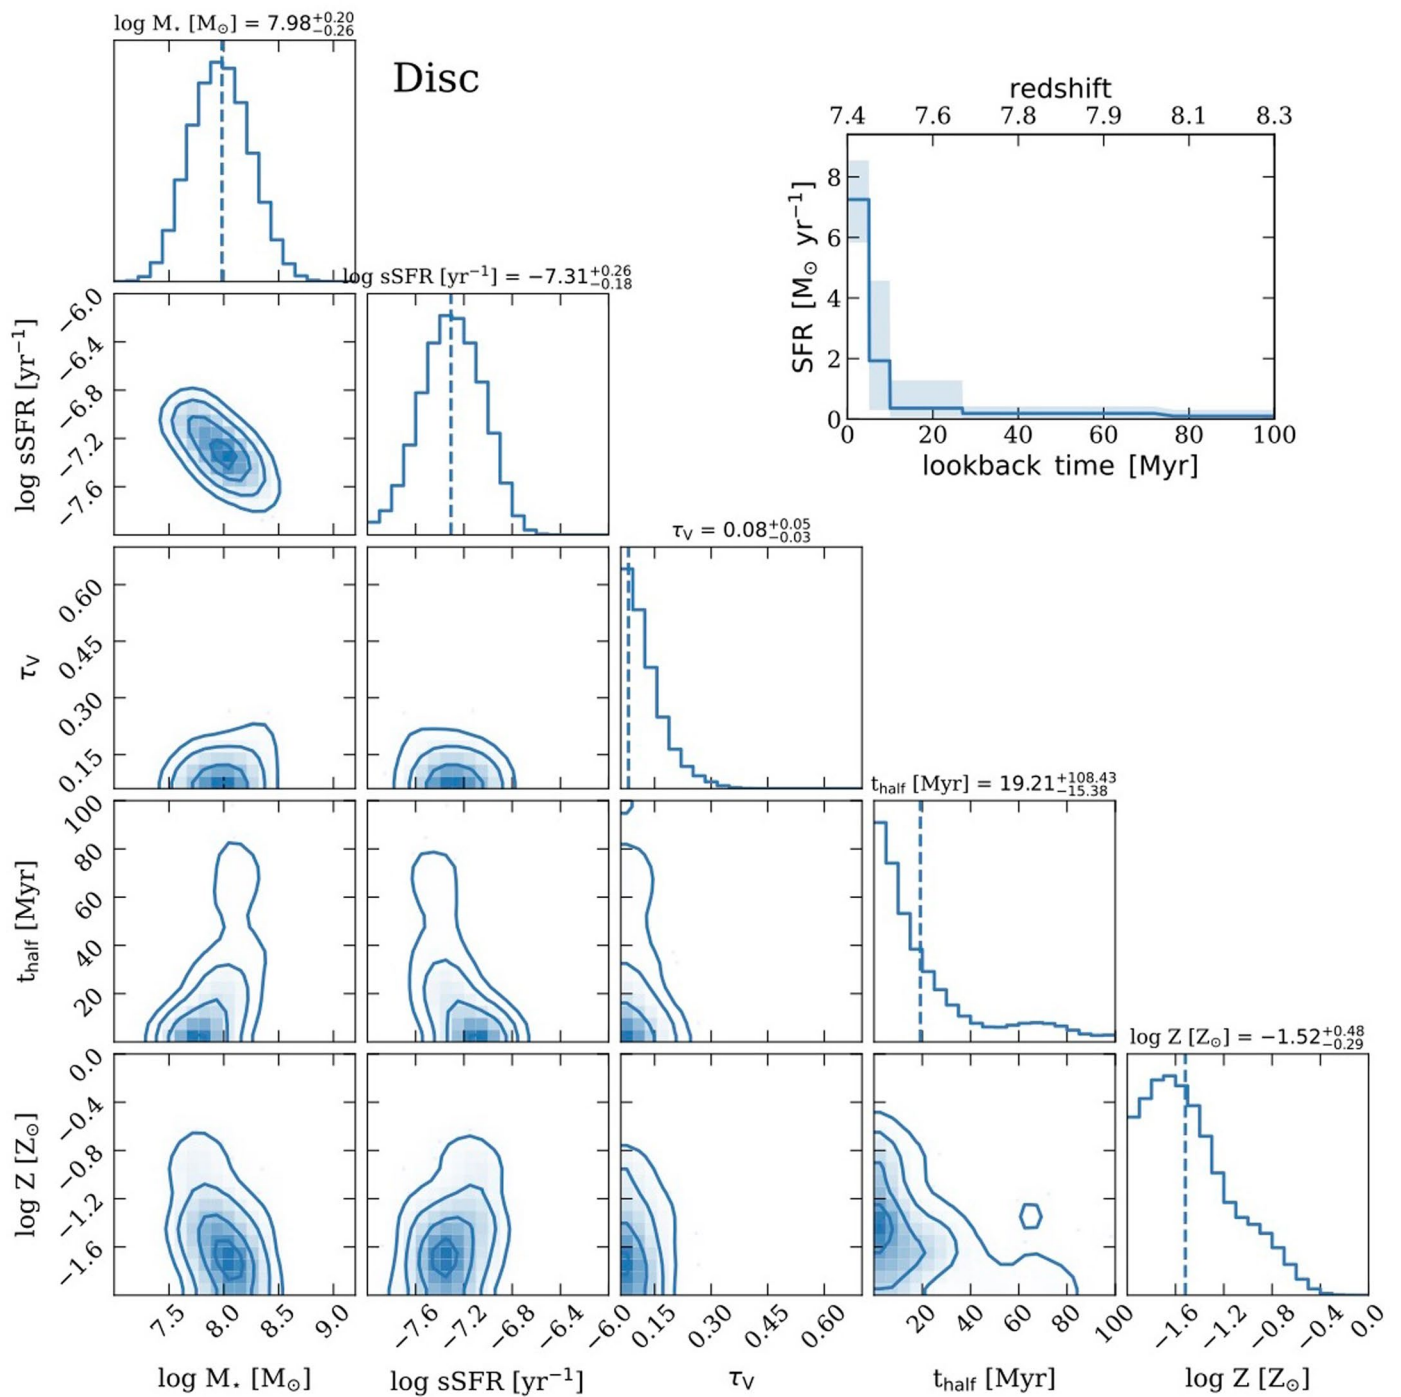 log M⋆ [M⊙] = 7.98+0.20−0.26
Disc
redshift
7.4 7.6 7.8 7.9 8.1 8.3
SFR [M⊙ yr−1]
8
6
4
2
0
0 20 40 60 80 100
lookback time [Myr]
log sSFR [yr−1] = −7.31+0.26−0.18
log sSFR [yr−1]
−6.0
−6.4
−6.8
−7.2
−7.6
τV = 0.08+0.05−0.03
τV
0.60
0.45
0.30
0.15
thalf [Myr] = 19.21+108.43−15.38
thalf [Myr]
100
80
60
40
20
log Z [Z⊙] = −1.52+0.48−0.29
log Z [Z⊙]
0.0
−0.4
−0.8
−1.2
−1.6
7.5 8.0 8.5 9.0
−7.6 −7.2 −6.8 −6.4 −6.0
0.15 0.30 0.45 0.60
20 40 60 80 100
−1.6 −1.2 −0.8 −0.4 0.0
log M⋆ [M⊙]
log sSFR [yr−1]
τV
thalf [Myr]
log Z [Z⊙]